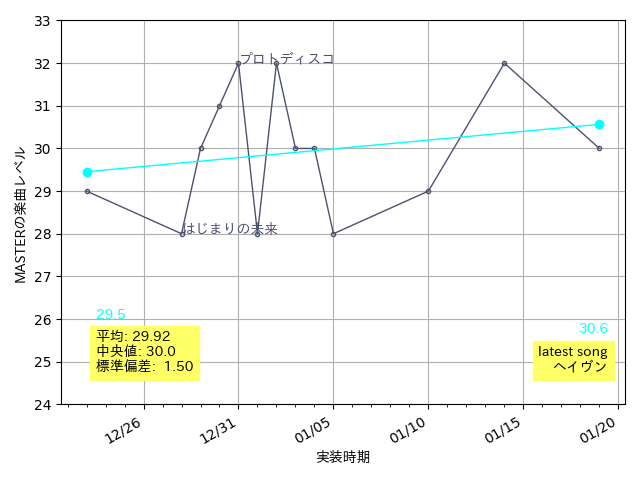 33
32
31
30
29
28
27
26
25
24
MASTERの楽曲レベル
プロトディスコ
はじまりの未来
29.5
平均: 29.92
中央値: 30.0
標準偏差: 1.50
30.6
latest song
ヘイヴン
12/26
12/31
01/05
01/10
01/15
01/20
実装時期